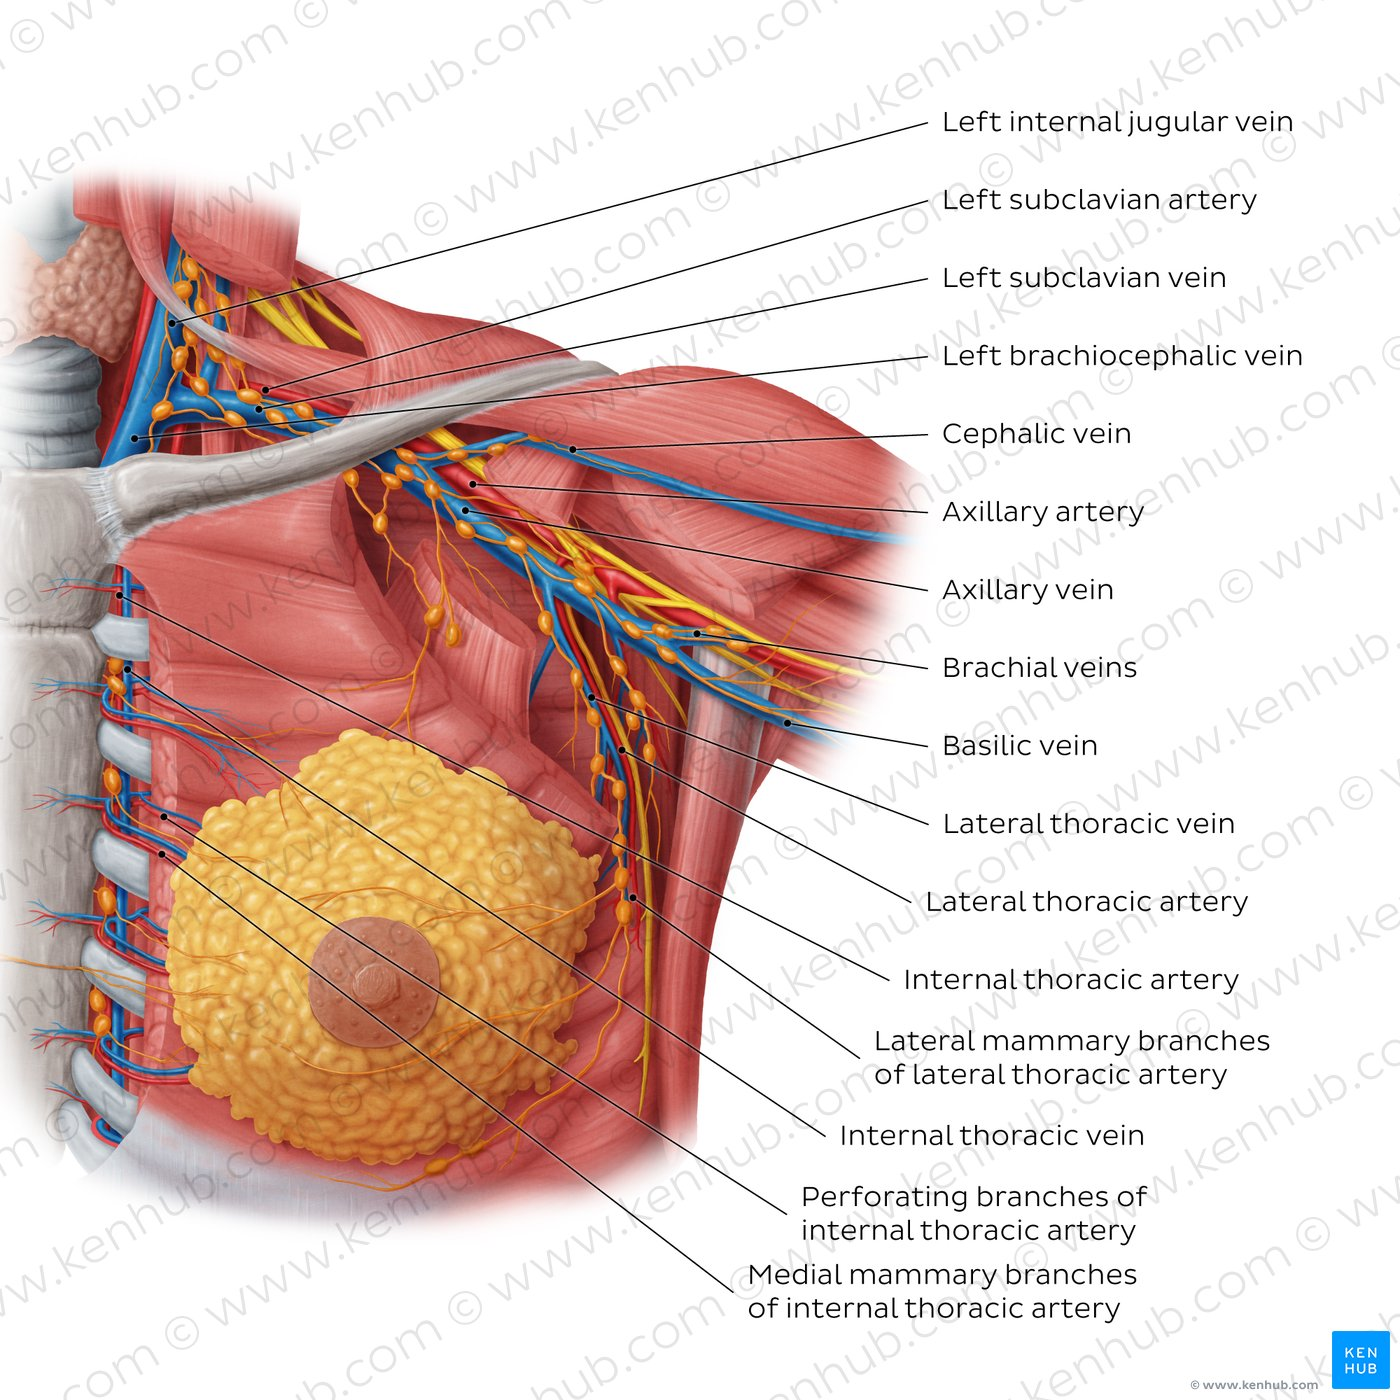 Left internal jugular vein
Left subclavian artery
Left subclavian vein
Left brachiocephalic vein
Cephalic vein
Axillary artery
Axillary vein
Brachial veins
Basilic vein
Lateral thoracic vein
Lateral thoracic artery
Internal thoracic artery
Lateral mammary branches
of lateral thoracic artery
Internal thoracic vein
Perforating branches of
internal thoracic artery
Medial mammary branches
of internal thoracic artery
KEN
HUB
© www.kenhub.com